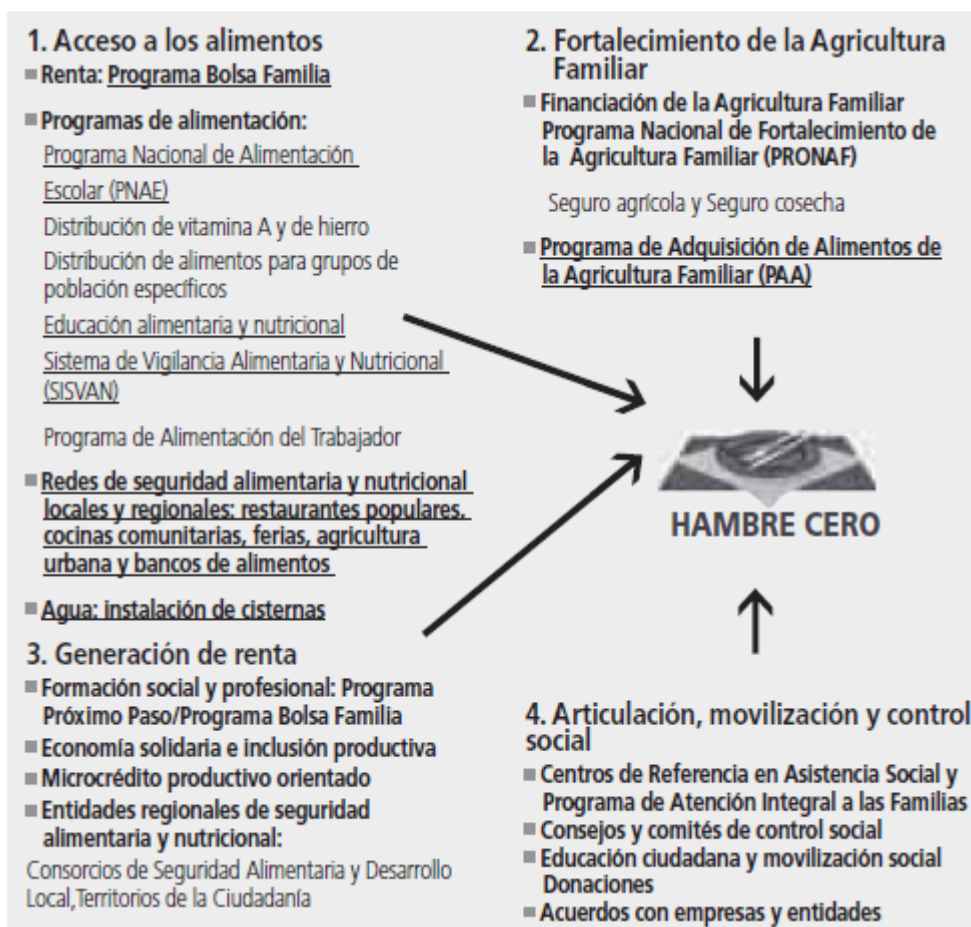 1. Acceso a los alimentos
Renta: Programa Bolsa Familia
Programas de alimentación:
Programa Nacional de Alimentación
Escolar (PNAE)
Distribución de vitamina A y de hierro
Distribución de alimentos para grupos de
población específicos
Educación alimentaria y nutricional
Sistema de Vigilancia Alimentaria y Nutricional
(SISVAN)
Programa de Alimentación del Trabajador
Redes de seguridad alimentaria y nutricional
locales y regionales: restaurantes populares,
cocinas comunitarias, ferias, agricultura
urbana y bancos de alimentos
Agua: instalación de cisternas
2. Fortalecimiento de la Agricultura
Familiar
Financiación de la Agricultura Familiar
Programa Nacional de Fortalecimiento de
la Agricultura Familiar (PRONAF)
Seguro agrícola y Seguro cosecha
Programa de Adquisición de Alimentos de
la Agricultura Familiar (PAA)
HAMBRE CERO
3. Generación de renta
Formación social y profesional: Programa
Próximo Paso/Programa Bolsa Familia
Economía solidaria e inclusión productiva
Microcrédito productivo orientado
Entidades regionales de seguridad
alimentaria y nutricional:
Consorcios de Seguridad Alimentaria y Desarrollo
Local,Territorios de la Ciudadanía
4. Articulación, movilización y control
social
Centros de Referencia en Asistencia Social y
Programa de Atención Integral a las Familias
Consejos y comités de control social
Educación ciudadana y movilización social
Donaciones
Acuerdos con empresas y entidades